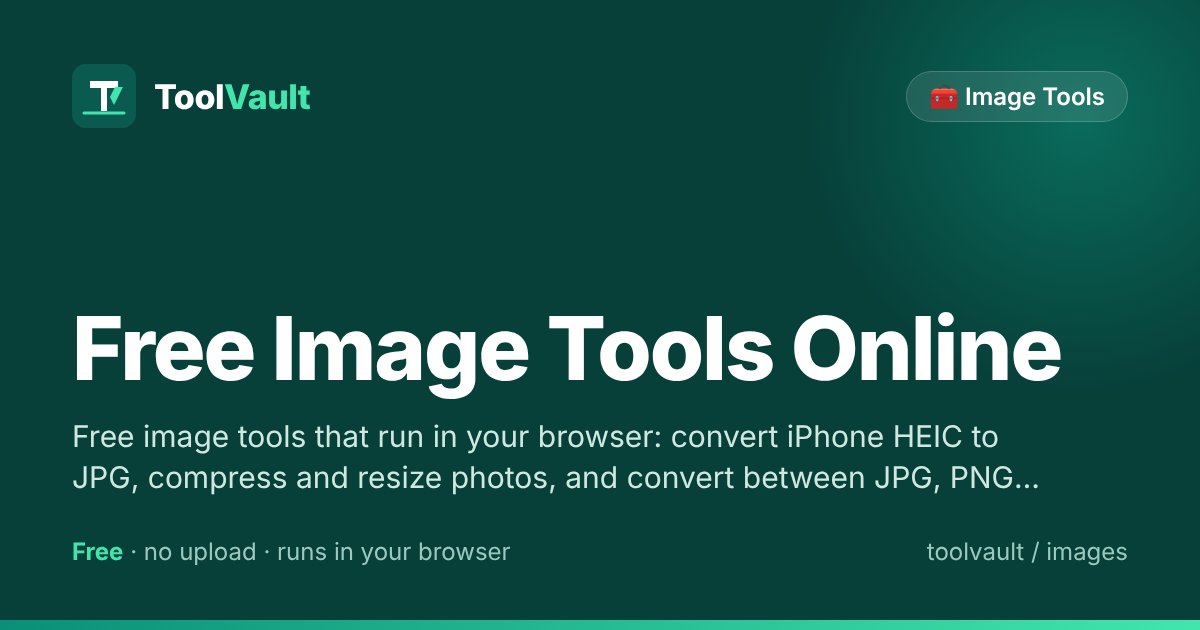 ToolVault
🧰 Image Tools
Free Image Tools Online
Free image tools that run in your browser: convert iPhone HEIC to
JPG, compress and resize photos, and convert between JPG, PNG…
Free · no upload · runs in your browser
toolvault / images